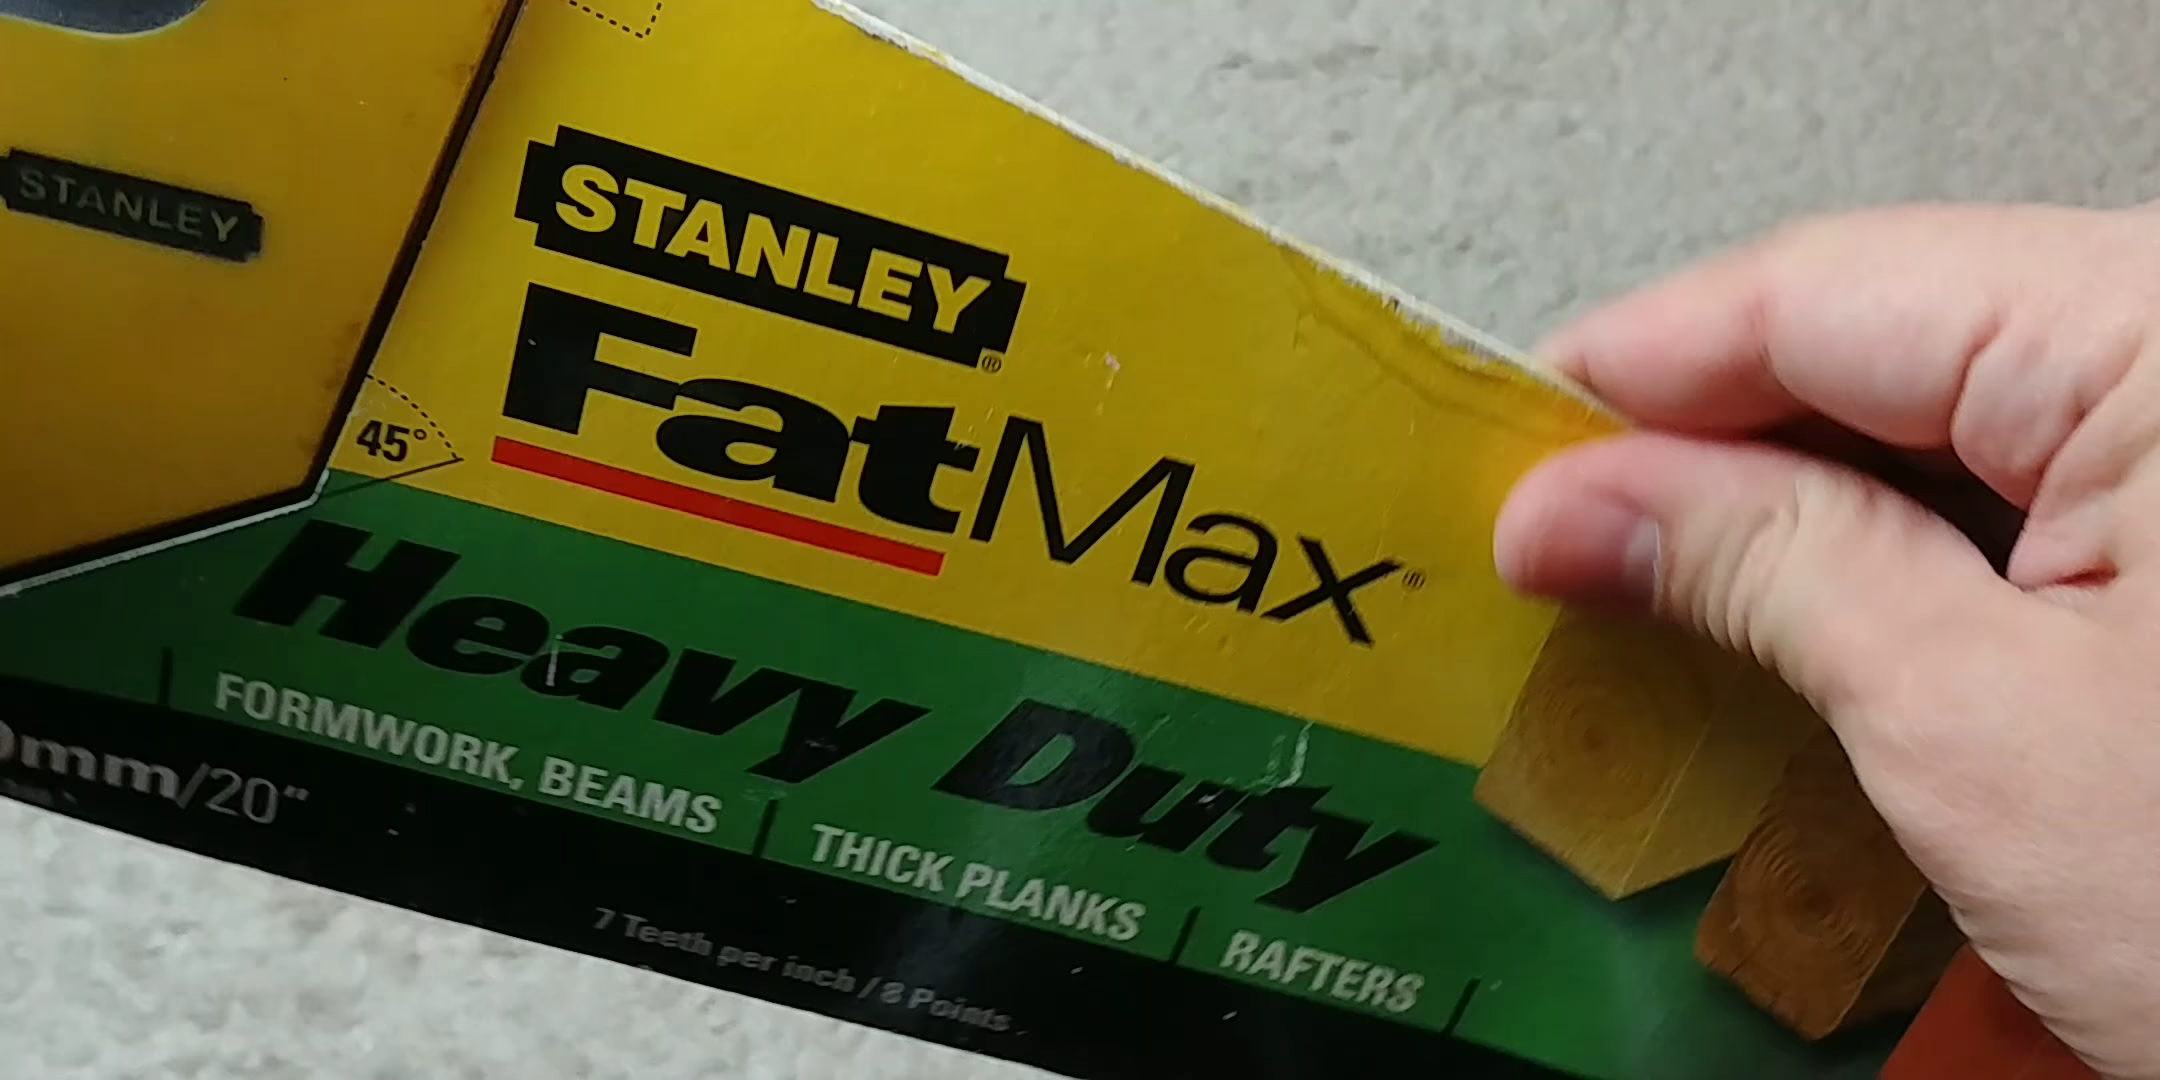 STANLEY
STANLEY®
FatMax®
45°
Heavy Duty
FORMWORK, BEAMS
THICK PLANKS
RAFTERS
mm/20"
7 Teeth per inch / 8 Points